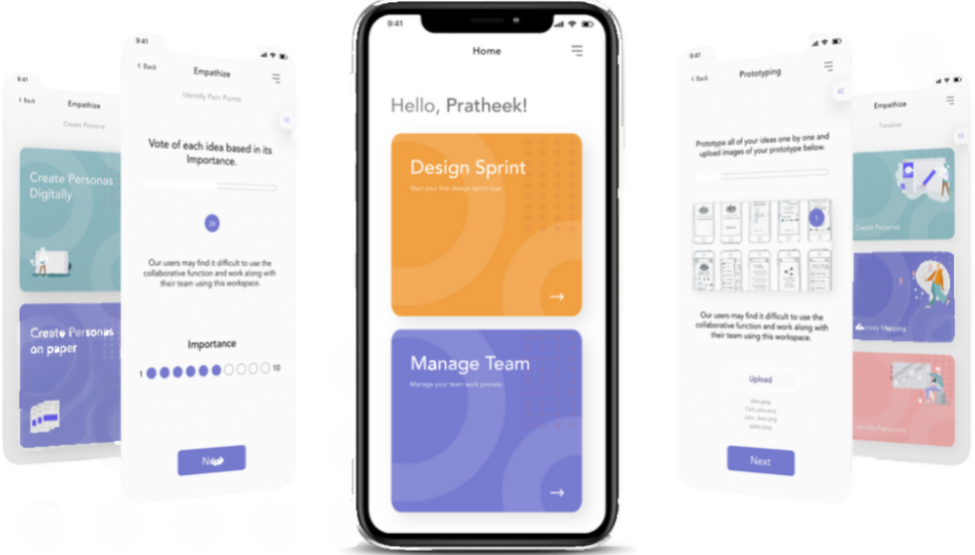 9:41
Back
Empathize
Create Persona
Create Personas
Digitally
Create Personas
on paper
9:41
Back
Empathize
Identify Pain Points
Vote of each idea based in its
Importance.
24
Our users may find it difficult to use the
collaborative function and work along with
their team using this workspace.
Importance
1
10
9:41
Home
Hello, Pratheek!
Design Sprint
Start your first design sprint now
Manage Team
Manage your team work process
9:41
Back
Prototyping
Prototype all of your ideas one by one and
upload images of your prototype below.
Our users may find it difficult to use the
collaborative function and work along with
their team using this workspace.
Upload
Next
Empathize
Timeline
Create Personas
Mapping
Identify